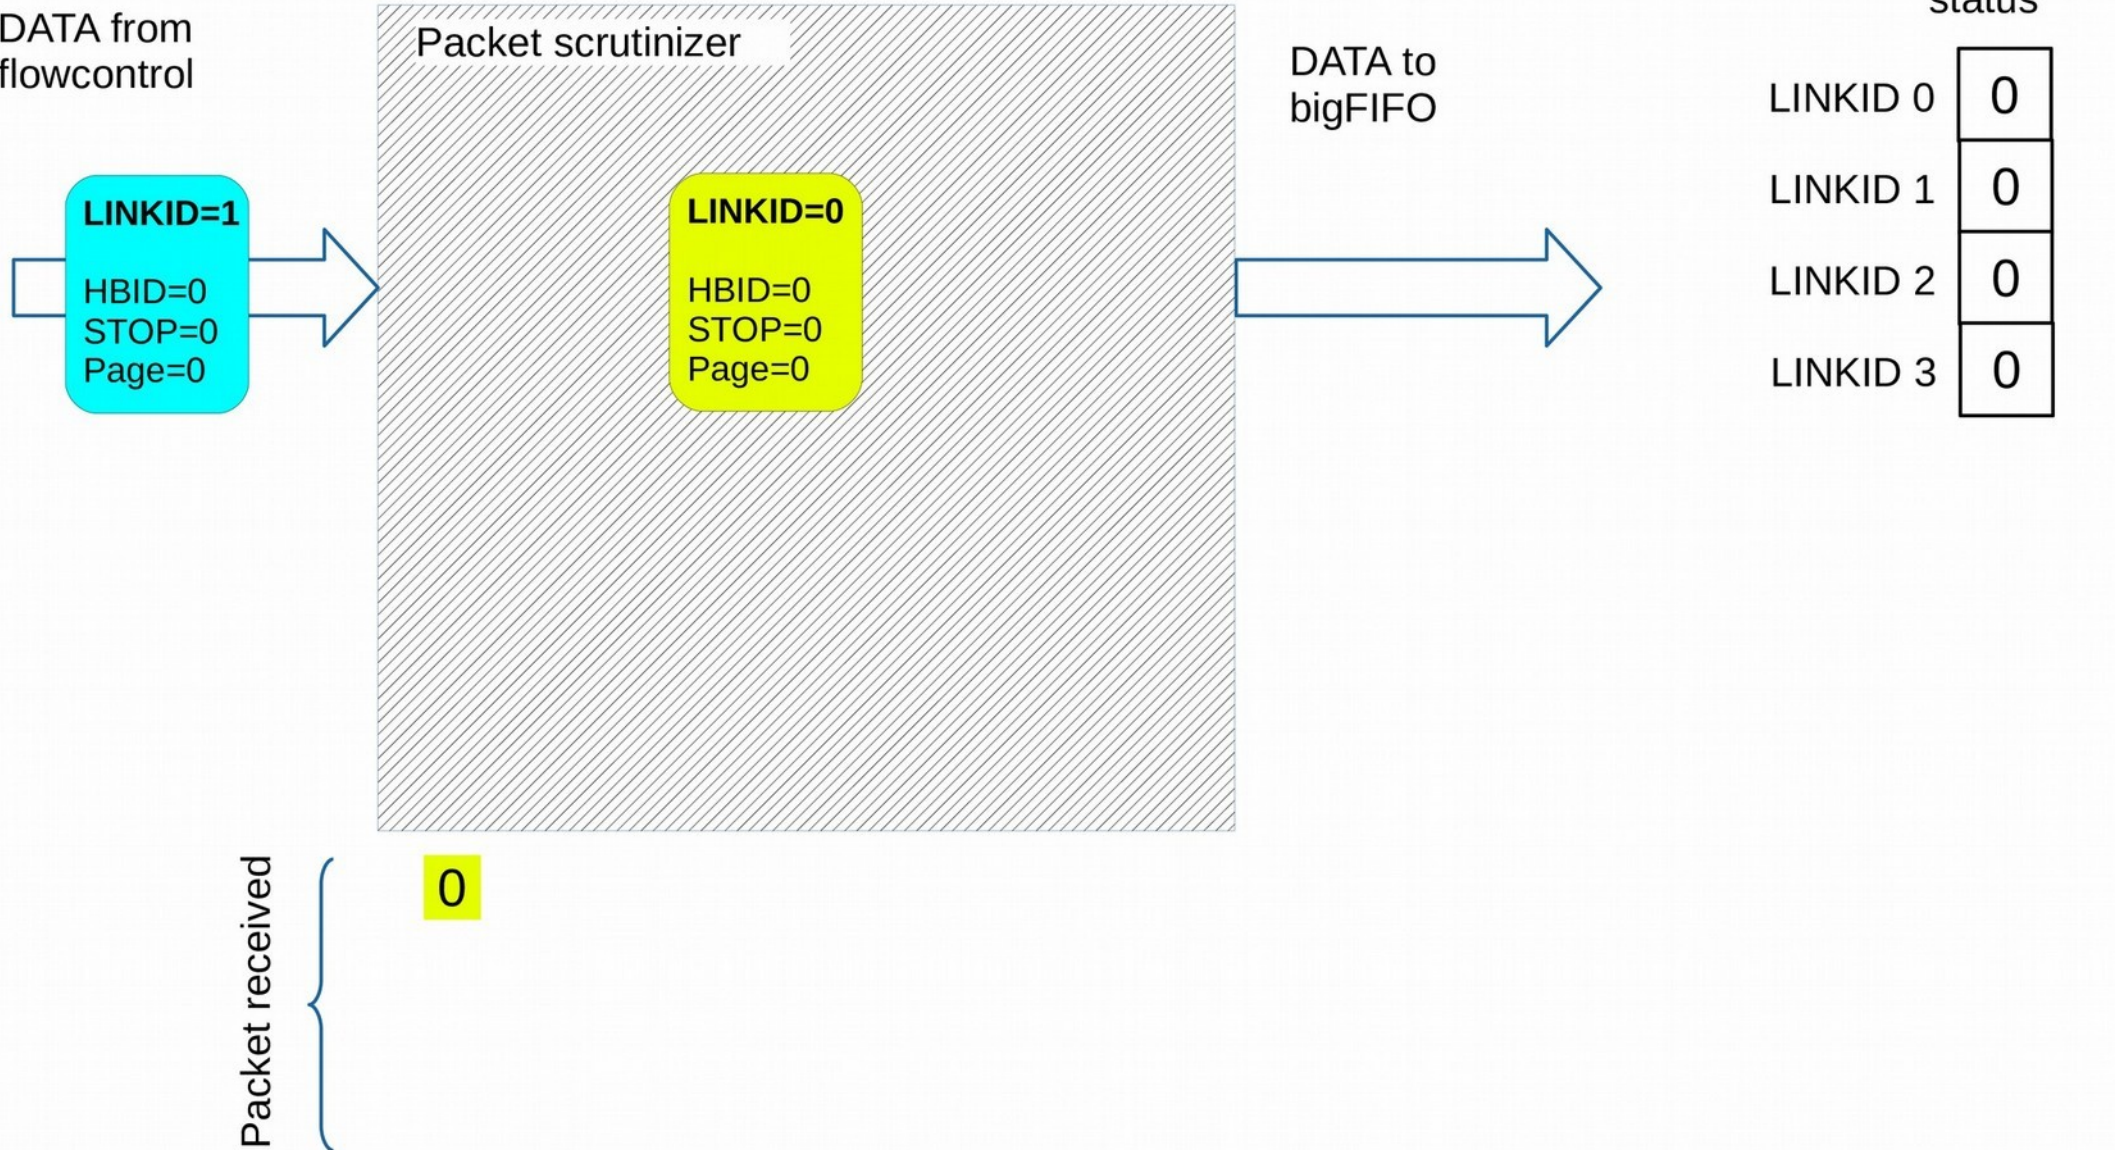 DATA from
flowcontrol
Packet scrutinizer
DATA to
bigFIFO
status
LINKID 0
0
LINKID 1
0
LINKID 2
0
LINKID 3
0
LINKID=1
HBID=0
STOP=0
Page=0
LINKID=0
HBID=0
STOP=0
Page=0
Packet received
0